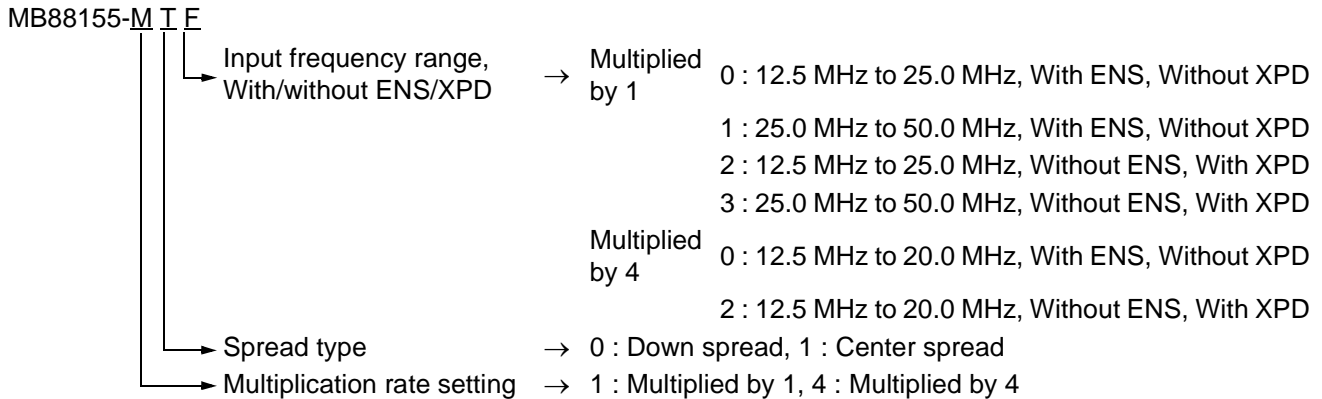 MB88155-M T F
Input frequency range,
With/without ENS/XPD
→ Multiplied
by 1
0 : 12.5 MHz to 25.0 MHz, With ENS, Without XPD
1 : 25.0 MHz to 50.0 MHz, With ENS, Without XPD
2 : 12.5 MHz to 25.0 MHz, Without ENS, With XPD
3 : 25.0 MHz to 50.0 MHz, Without ENS, With XPD
Multiplied
by 4
0 : 12.5 MHz to 20.0 MHz, With ENS, Without XPD
2 : 12.5 MHz to 20.0 MHz, Without ENS, With XPD
Spread type → 0 : Down spread, 1 : Center spread
Multiplication rate setting → 1 : Multiplied by 1, 4 : Multiplied by 4